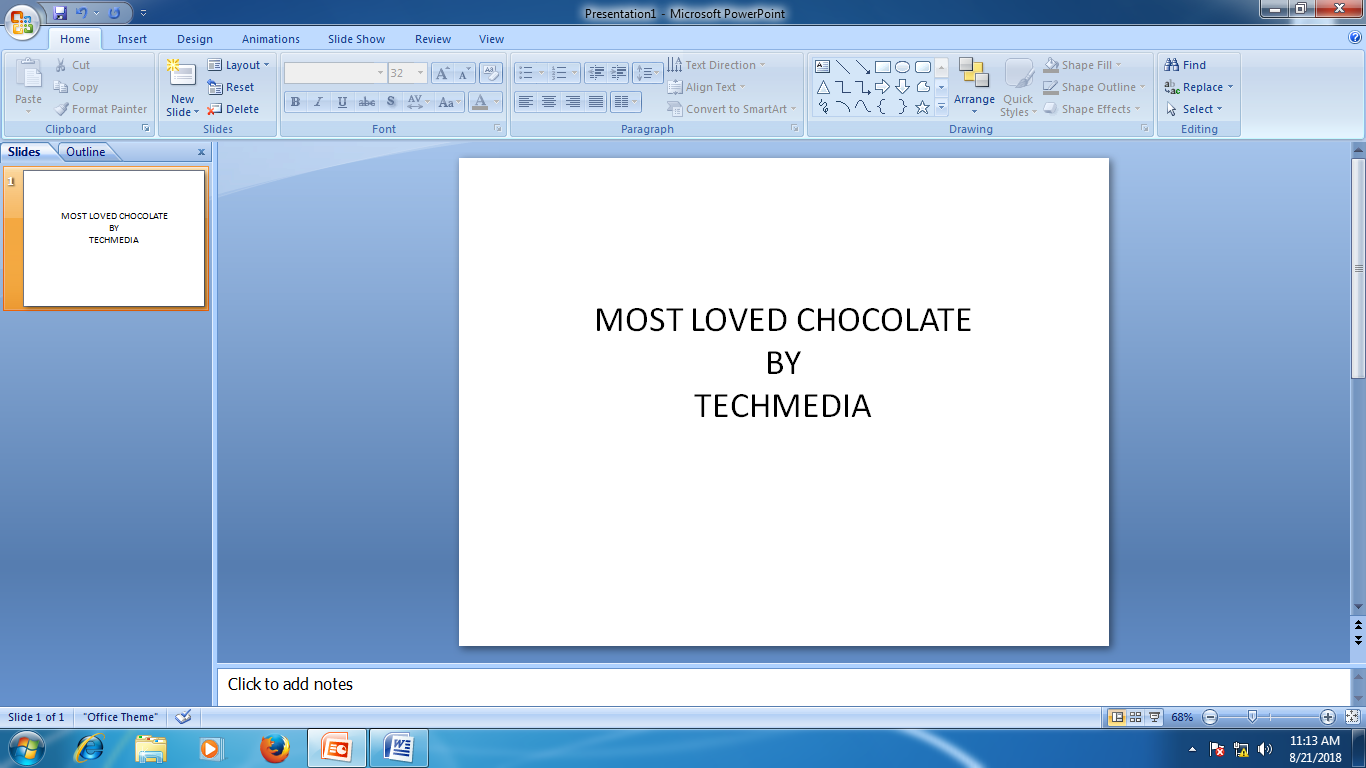 Presentation1 - Microsoft PowerPoint
Home Insert Design Animations Slide Show Review View
Paste
Cut
Copy
Format Painter
Clipboard
New
Slide
Layout
Reset
Delete
Slides
32
B I U abc S AV Aa A
Font
Text Direction
Align Text
Convert to SmartArt
Paragraph
Arrange
Quick
Styles
Shape Fill
Shape Outline
Shape Effects
Drawing
Find
Replace
Select
Editing
Slides Outline x
1
MOST LOVED CHOCOLATE
BY
TECHMEDIA
MOST LOVED CHOCOLATE
BY
TECHMEDIA
Click to add notes
Slide 1 of 1 "Office Theme" 68%
11:13 AM
8/21/2018